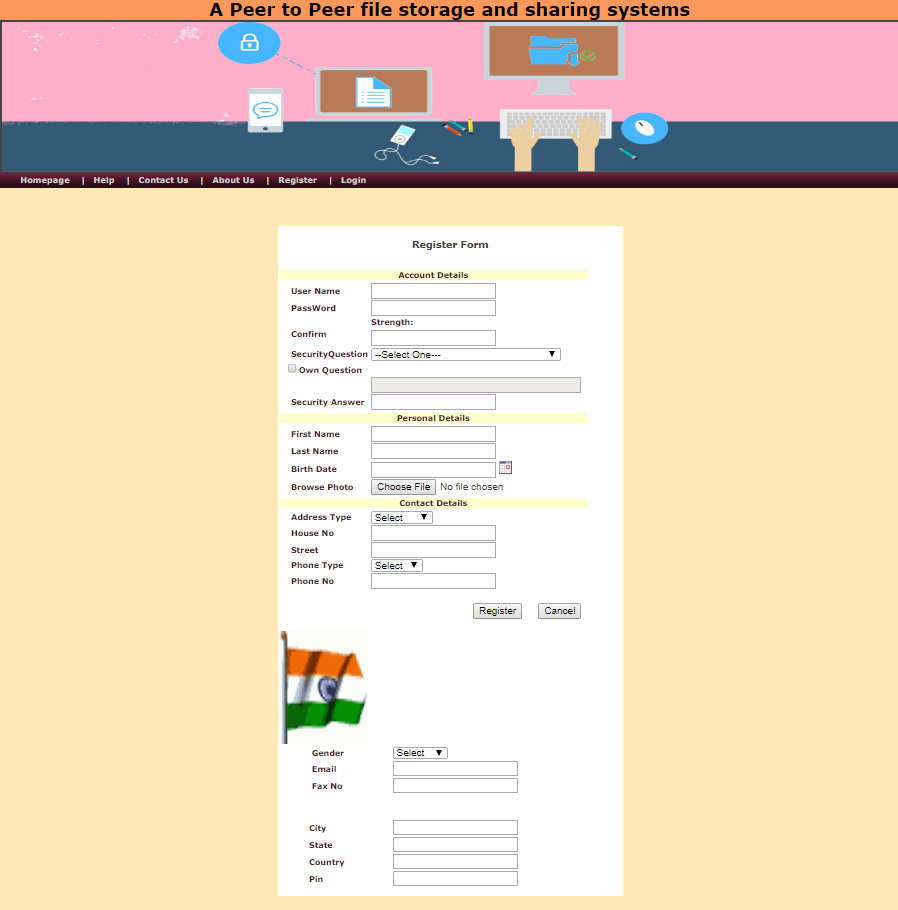 A Peer to Peer file storage and sharing systems
Homepage | Help | Contact Us | About Us | Register | Login
Register Form
Account Details
User Name
PassWord
Strength:
Confirm
SecurityQuestion --Select One---
Own Question
Security Answer
Personal Details
First Name
Last Name
Birth Date
Browse Photo Choose File No file chosen
Contact Details
Address Type Select
House No
Street
Phone Type Select
Phone No
Register Cancel
Gender Select
Email
Fax No
City
State
Country
Pin